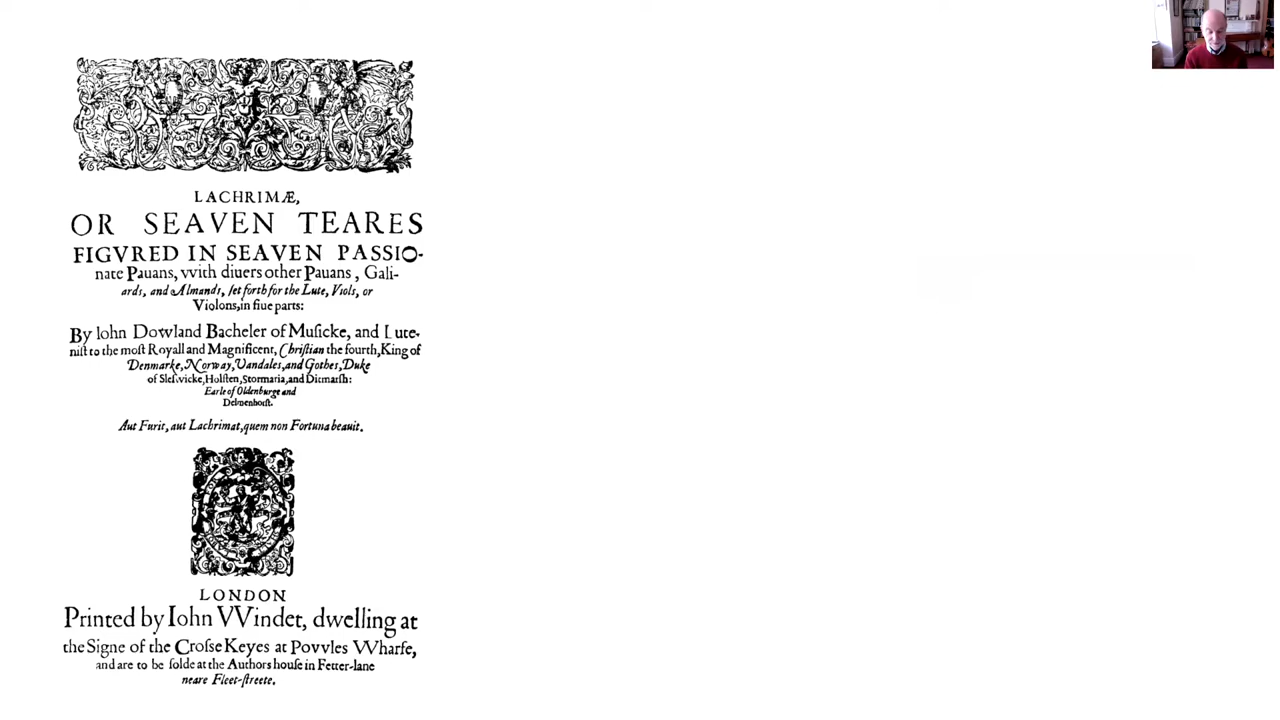 LACHRIMÆ,
OR SEAVEN TEARES
FIGVRED IN SEAVEN PASSIO-
nate Pauans, vvith diuers other Pauans, Gali-
ards, and Almands, ſet forth for the Lute, Viols, or
Violons, in fiue parts:
By Iohn Dowland Bacheler of Muſicke, and Lute-
niſt to the moſt Royall and Magnificent, Chriſtian the fourth, King of
Denmarke, Norway, Vandales, and Gothes, Duke
of Sleſvvicke, Holſten, Stormaria, and Ditmarſh:
Earle of Oldenburge and
Delmenhorſt.
Aut Furit, aut Lachrimat, quem non Fortuna beauit.
LONDON
Printed by Iohn VVindet, dwelling at
the Signe of the Croſſe Keyes at Povvles Wharfe,
and are to be ſolde at the Authors houſe in Fetter-lane
neare Fleet-ſtreete.